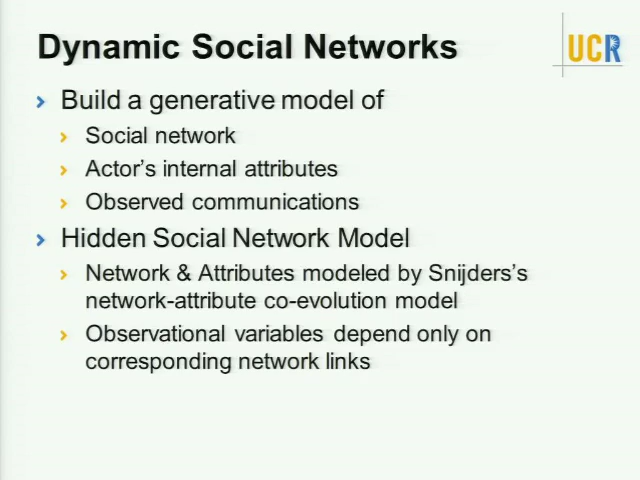 Dynamic Social Networks
UCR
Build a generative model of
Social network
Actor's internal attributes
Observed communications
Hidden Social Network Model
Network & Attributes modeled by Snijders's
network-attribute co-evolution model
Observational variables depend only on
corresponding network links